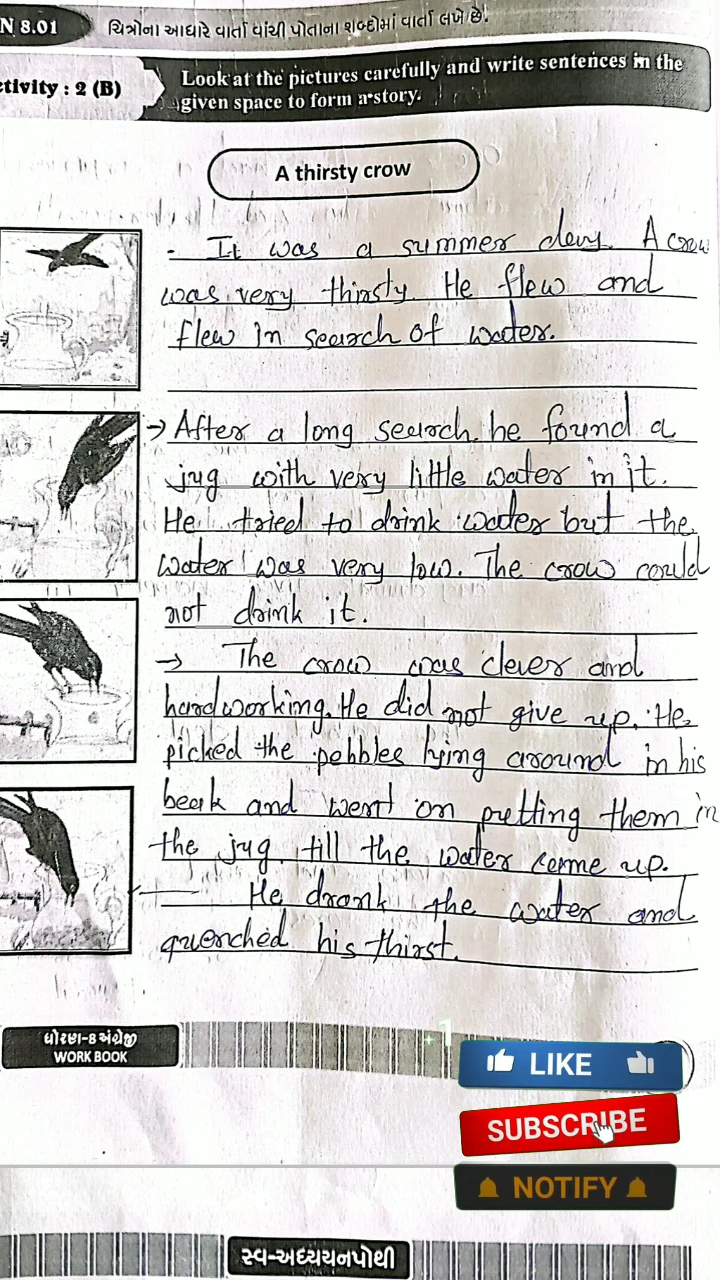 N 8.01
ચિત્રોના આધારે વાર્તા વાંચી પોતાના શબ્દોમાં વાર્તા લખે છે.
ctivity : 2 (B)
Look at the pictures carefully and write sentences in the
given space to form a story.
A thirsty crow
- It was a summer day. A crow
was very thirsty. He flew and
flew in search of water.
→ After a long search he found a
jug with very little water in it.
He tried to drink water but the
water was very low. The crow could
not drink it.
→ The crow was clever and
hardworking. He did not give up. He
picked the pebbles lying around in his
beak and went on putting them in
the jug till the water came up.
He drank the water and
quenched his thirst.
ધોરણ-8 અંગ્રેજી
WORK BOOK
+1
LIKE
SUBSCRIBE
NOTIFY
સ્વ-અધ્યયનપોથી